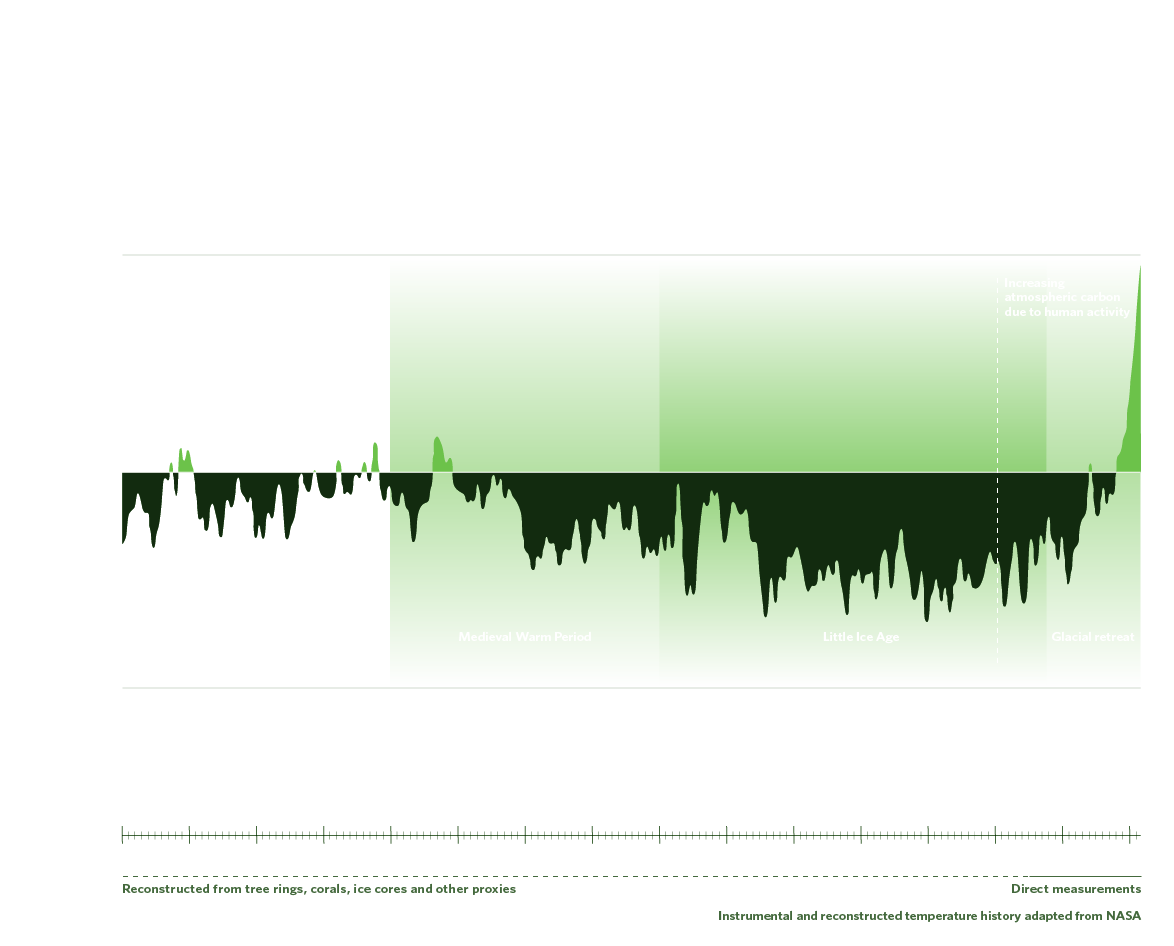 Increasing
atmospheric carbon
due to human activity
Medieval Warm Period
Little Ice Age
Glacial retreat
Reconstructed from tree rings, corals, ice cores and other proxies
Direct measurements
Instrumental and reconstructed temperature history adapted from NASA